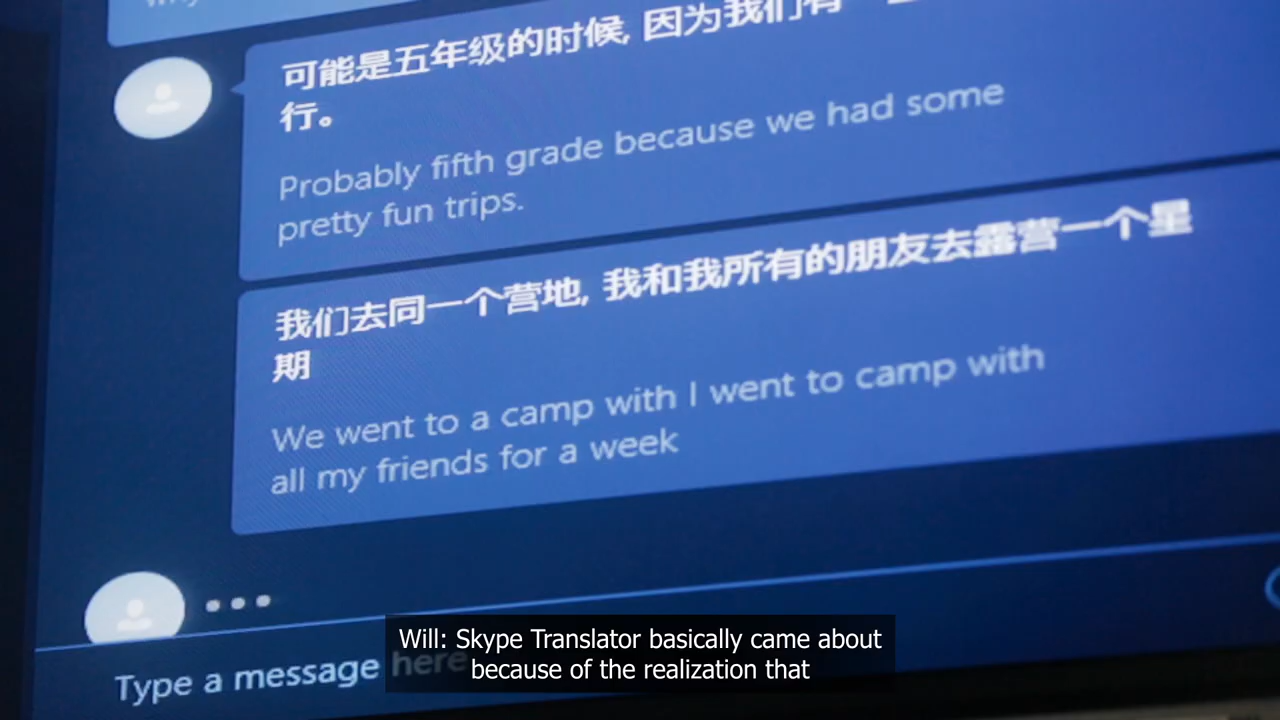 why
可能是五年级的时候, 因为我们有一
行。
Probably fifth grade because we had some
pretty fun trips.
我们去同一个营地, 我和我所有的朋友去露营一个星
期
We went to a camp with I went to camp with
all my friends for a week
Type a message here
Will: Skype Translator basically came about
because of the realization that